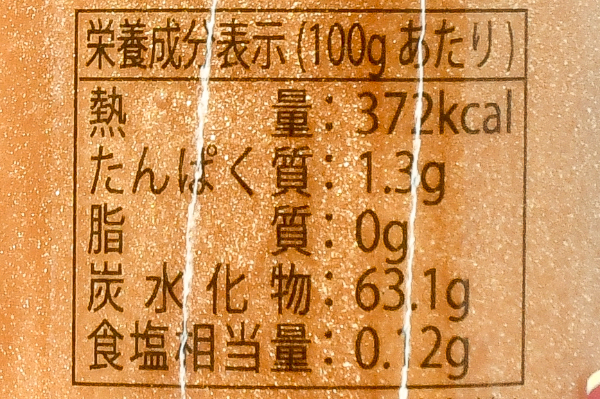 栄養成分表示(100gあたり)
熱量：372kcal
たんぱく質：1.3g
脂質：0g
炭水化物：63.1g
食塩相当量：0.12g